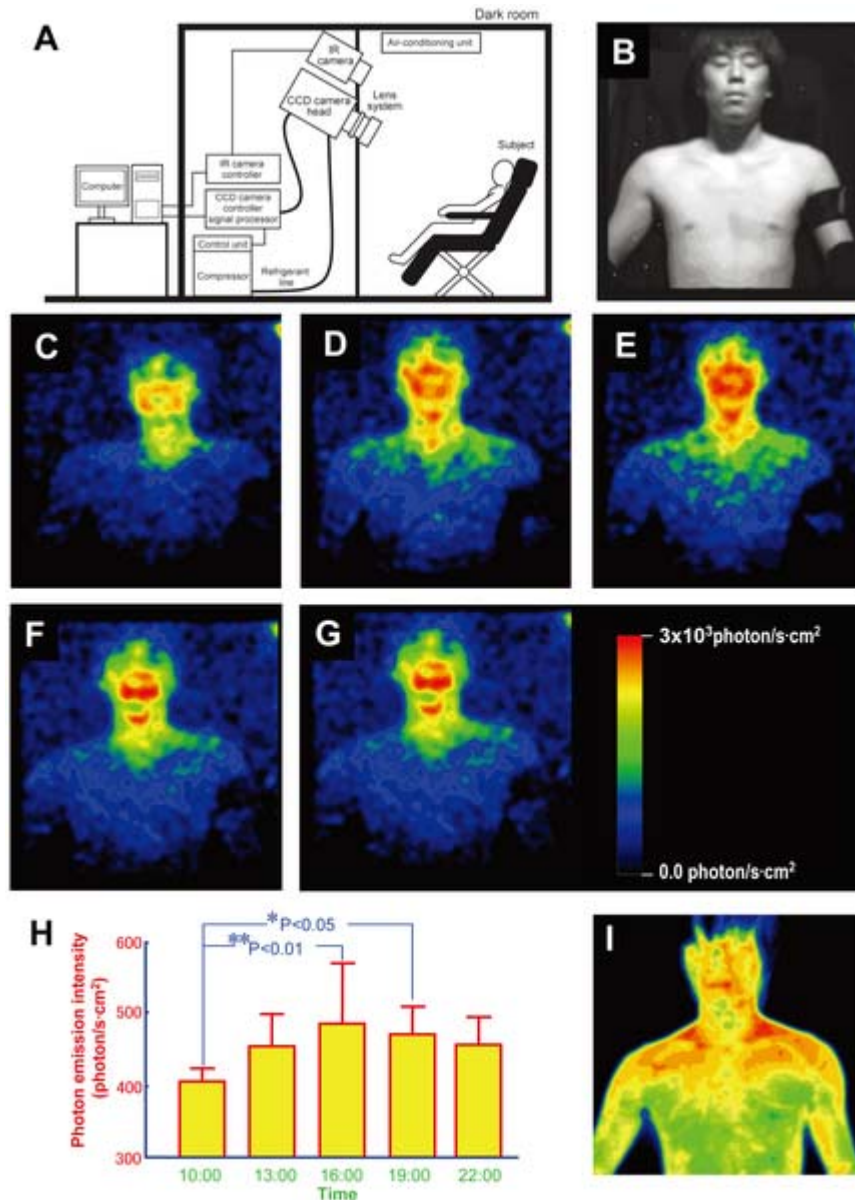 A
Dark room
IR
camera
Air-conditioning unit
CCD camera
head
Lens
system
Subject
IR camera
controller
Computer
CCD camera
controller
signal processor
Control unit
Compressor
Refrigerant
line
B
C
D
E
F
G
3x10³photon/s·cm²
0.0 photon/s·cm²
H
*P<0.05
**P<0.01
Photon emission intensity
(photon/s·cm²)
600
500
400
300
10:00 13:00 16:00 19:00 22:00
Time
I